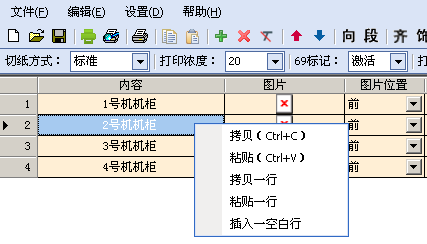 文件(F) 编辑(E) 设置(D) 帮助(H)
向 段 齐 饰
切纸方式： 标准 打印浓度： 20 69标记： 激活
内容 图片 图片位置
1 1号机机柜 前
2 2号机机柜 前
3 3号机机柜 前
4 4号机机柜 前
拷贝(Ctrl+C)
粘贴(Ctrl+V)
拷贝一行
粘贴一行
插入一空白行